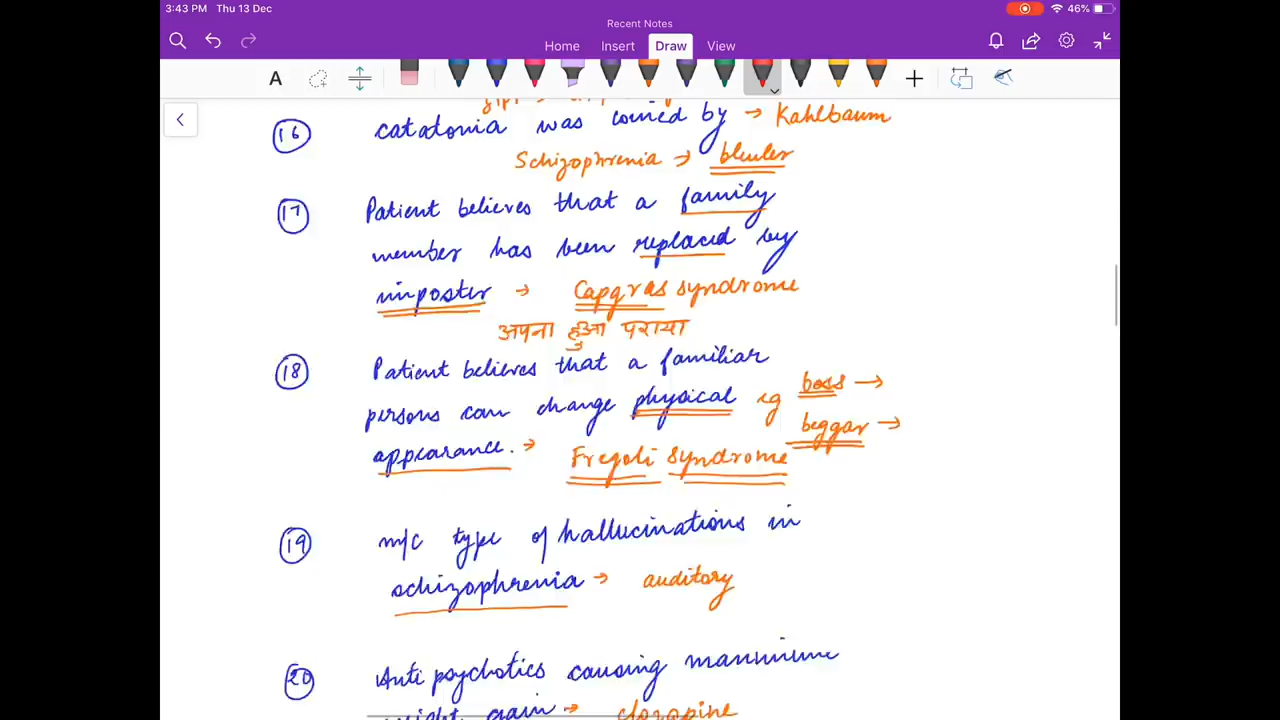 3:43 PM Thu 13 Dec
46%
Recent Notes
Home Insert Draw View
A
16 catatonia was coined by → Kahlbaum
Schizophrenia → bleuler
17 Patient believes that a family
member has been replaced by
imposter → Capgras syndrome
अपना हुआ पराया
18 Patient believes that a familiar
persons can change physical eg boss →
beggar →
appearance. → Fregoli Syndrome
19 m/c type of hallucinations in
schizophrenia → auditory
20 Anti psychotics causing maximum
weight gain → clozapine